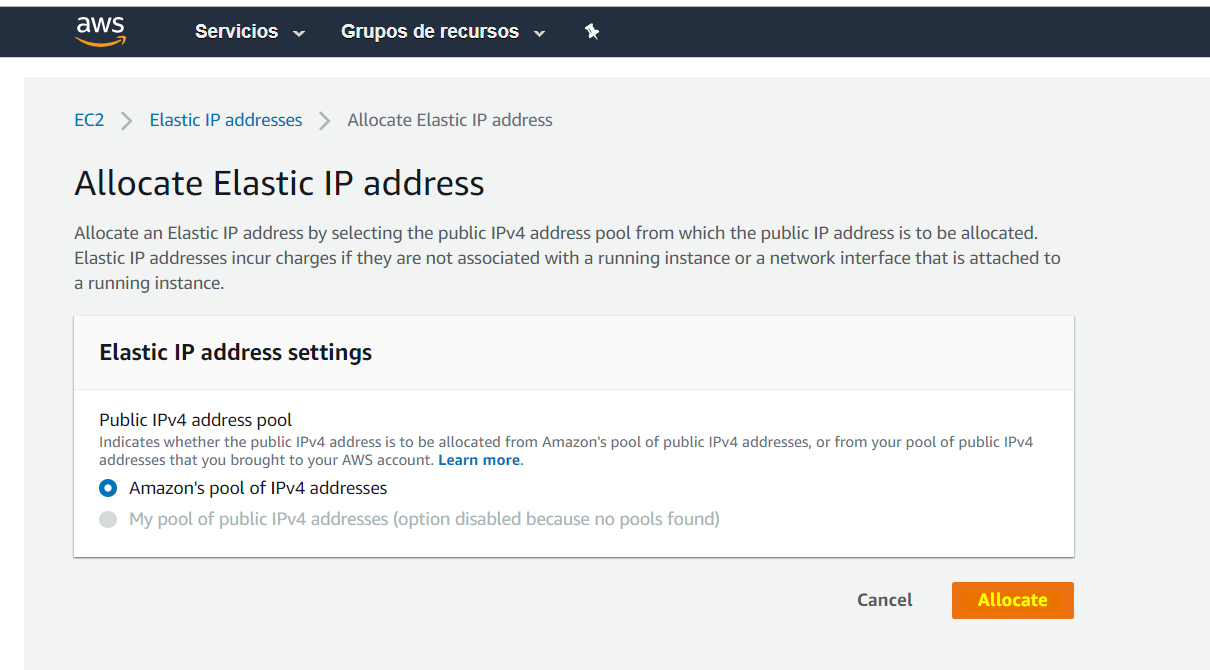 aws
Servicios Grupos de recursos
EC2 > Elastic IP addresses > Allocate Elastic IP address
Allocate Elastic IP address
Allocate an Elastic IP address by selecting the public IPv4 address pool from which the public IP address is to be allocated.
Elastic IP addresses incur charges if they are not associated with a running instance or a network interface that is attached to
a running instance.
Elastic IP address settings
Public IPv4 address pool
Indicates whether the public IPv4 address is to be allocated from Amazon's pool of public IPv4 addresses, or from your pool of public IPv4
addresses that you brought to your AWS account. Learn more.
Amazon's pool of IPv4 addresses
My pool of public IPv4 addresses (option disabled because no pools found)
Cancel Allocate